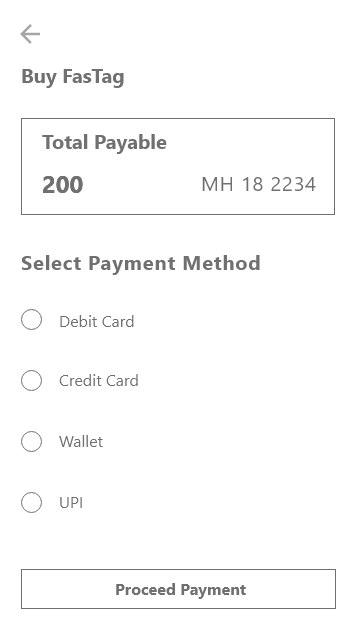 Buy FasTag
Total Payable
200 MH 18 2234
Select Payment Method
Debit Card
Credit Card
Wallet
UPI
Proceed Payment